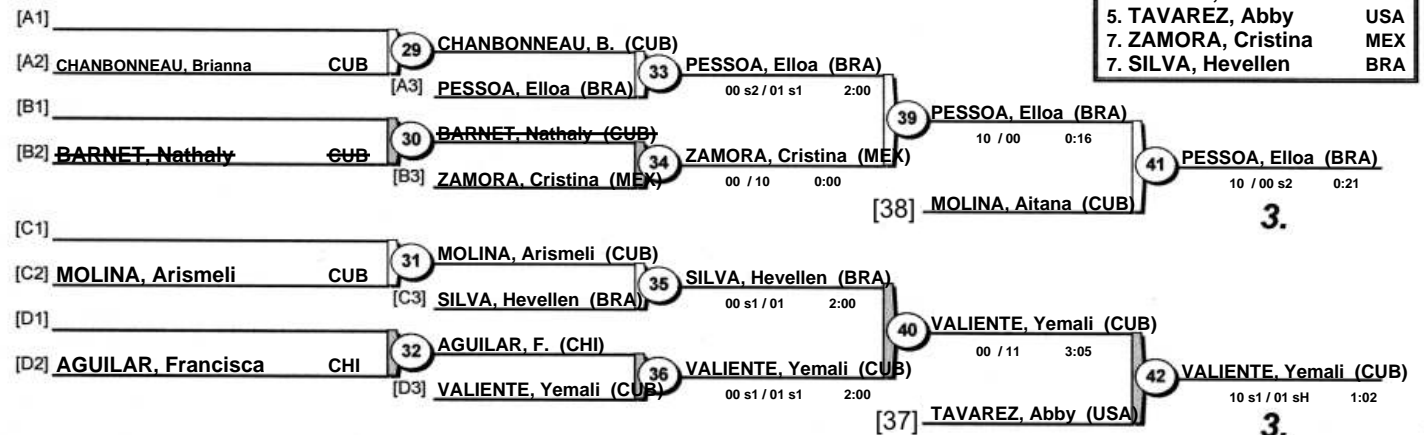 5. TAVAREZ, Abby USA
7. ZAMORA, Cristina MEX
7. SILVA, Hevellen BRA
[A1]
[A2] CHANBONNEAU, Brianna CUB
29 CHANBONNEAU, B. (CUB)
[A3] PESSOA, Elloa (BRA)
33 PESSOA, Elloa (BRA)
00 s2 / 01 s1 2:00
[B1]
[B2] BARNET, Nathaly CUB
30 BARNET, Nathaly (CUB)
[B3] ZAMORA, Cristina (MEX)
34 ZAMORA, Cristina (MEX)
00 / 10 0:00
39 PESSOA, Elloa (BRA)
10 / 00 0:16
[38] MOLINA, Aitana (CUB)
41 PESSOA, Elloa (BRA)
10 / 00 s2 0:21
3.
[C1]
[C2] MOLINA, Arismeli CUB
31 MOLINA, Arismeli (CUB)
[C3] SILVA, Hevellen (BRA)
35 SILVA, Hevellen (BRA)
00 s1 / 01 2:00
[D1]
[D2] AGUILAR, Francisca CHI
32 AGUILAR, F. (CHI)
[D3] VALIENTE, Yemali (CUB)
36 VALIENTE, Yemali (CUB)
00 s1 / 01 s1 2:00
40 VALIENTE, Yemali (CUB)
00 / 11 3:05
[37] TAVAREZ, Abby (USA)
42 VALIENTE, Yemali (CUB)
10 s1 / 01 sH 1:02
3.